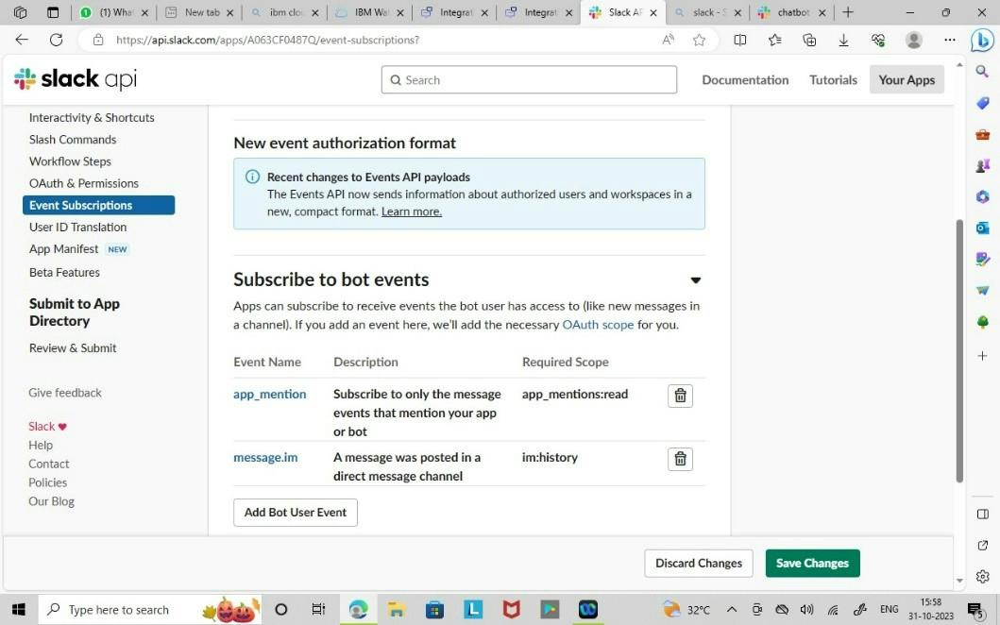 (1) What
New tab
ibm clou
IBM Wat
Integrat
Integrat
Slack AP
slack - S
chatbot
https://api.slack.com/apps/A063CF0487Q/event-subscriptions?
slack api
Search
Documentation
Tutorials
Your Apps
Interactivity & Shortcuts
Slash Commands
Workflow Steps
OAuth & Permissions
Event Subscriptions
User ID Translation
App Manifest NEW
Beta Features
Submit to App
Directory
Review & Submit
Give feedback
Slack ♥
Help
Contact
Policies
Our Blog
New event authorization format
Recent changes to Events API payloads
The Events API now sends information about authorized users and workspaces in a
new, compact format. Learn more.
Subscribe to bot events
Apps can subscribe to receive events the bot user has access to (like new messages in
a channel). If you add an event here, we'll add the necessary OAuth scope for you.
Event Name Description Required Scope
app_mention Subscribe to only the message app_mentions:read
events that mention your app
or bot
message.im A message was posted in a im:history
direct message channel
Add Bot User Event
Discard Changes
Save Changes
Type here to search
32°C
ENG
15:58
31-10-2023
5